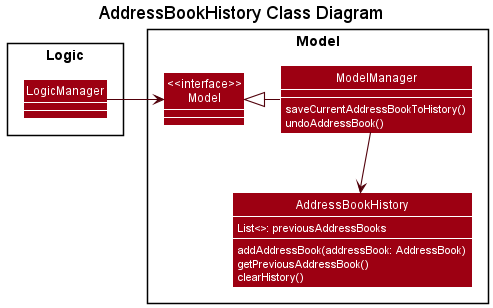 AddressBookHistory Class Diagram
Logic
LogicManager
Model
<<interface>>
Model
ModelManager
saveCurrentAddressBookToHistory()
undoAddressBook()
AddressBookHistory
List<>: previousAddressBooks
addAddressBook(addressBook: AddressBook)
getPreviousAddressBook()
clearHistory()